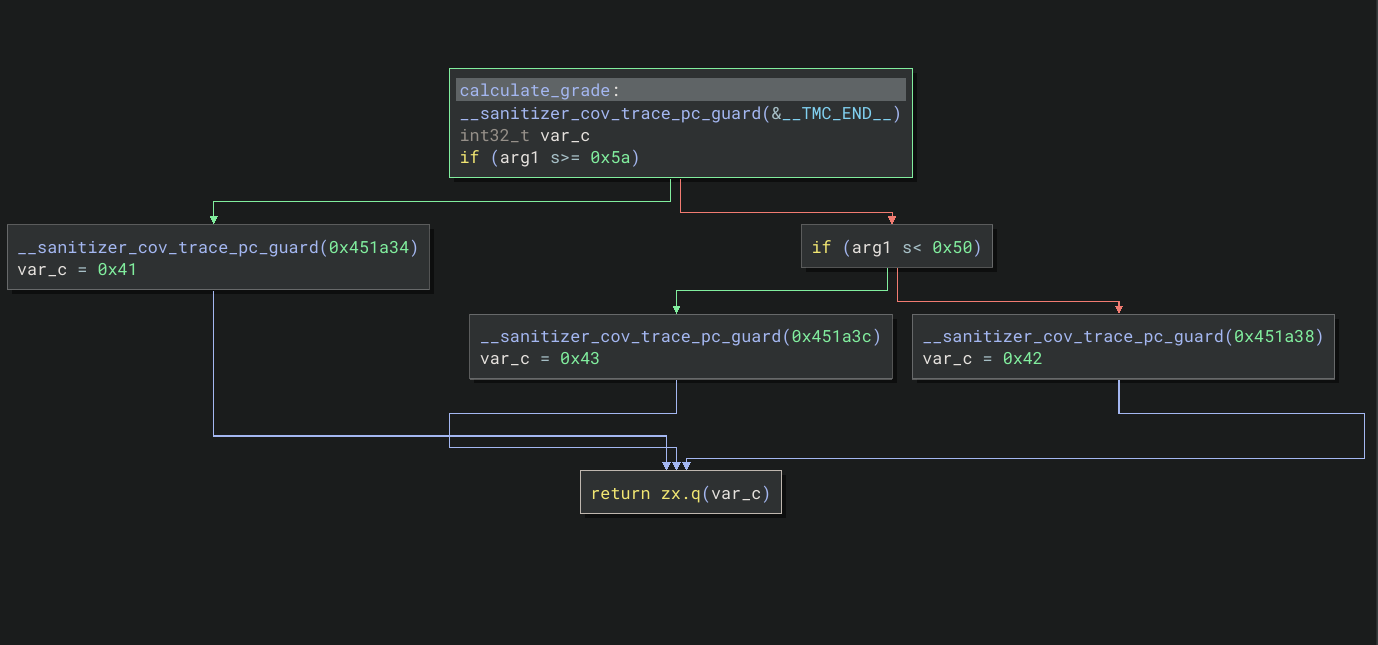 calculate_grade:
__sanitizer_cov_trace_pc_guard(&__TMC_END__)
int32_t var_c
if (arg1 s>= 0x5a)
__sanitizer_cov_trace_pc_guard(0x451a34)
var_c = 0x41
if (arg1 s< 0x50)
__sanitizer_cov_trace_pc_guard(0x451a3c)
var_c = 0x43
__sanitizer_cov_trace_pc_guard(0x451a38)
var_c = 0x42
return zx.q(var_c)